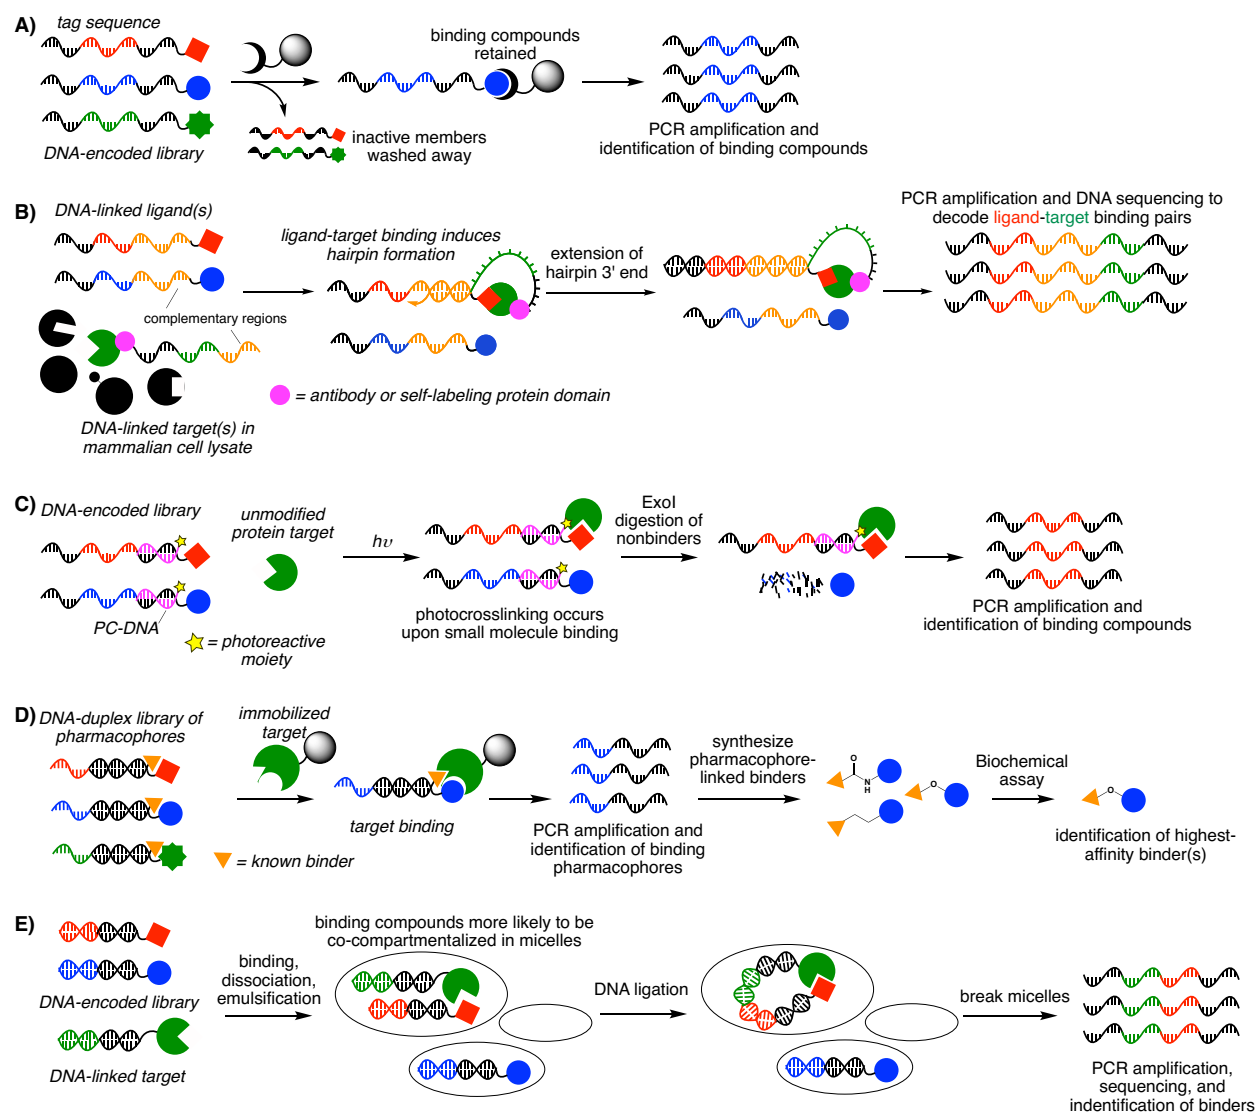 A)
tag sequence
DNA-encoded library
binding compounds
retained
inactive members
washed away
PCR amplification and
identification of binding compounds
B)
DNA-linked ligand(s)
complementary regions
DNA-linked target(s) in
mammalian cell lysate
ligand-target binding induces
hairpin formation
= antibody or self-labeling protein domain
extension of
hairpin 3' end
PCR amplification and DNA sequencing to
decode ligand-target binding pairs
C)
DNA-encoded library
PC-DNA
unmodified
protein target
= photoreactive
moiety
hν
photocrosslinking occurs
upon small molecule binding
ExoI
digestion of
nonbinders
PCR amplification and
identification of binding compounds
D)
DNA-duplex library of
pharmacophores
immobilized
target
= known binder
target binding
PCR amplification and
identification of binding
pharmacophores
synthesize
pharmacophore-
linked binders
O
N
H
O
Biochemical
assay
O
identification of highest-
affinity binder(s)
E)
DNA-encoded library
DNA-linked target
binding,
dissociation,
emulsification
binding compounds more likely to be
co-compartmentalized in micelles
DNA ligation
break micelles
PCR amplification,
sequencing, and
indentification of binders